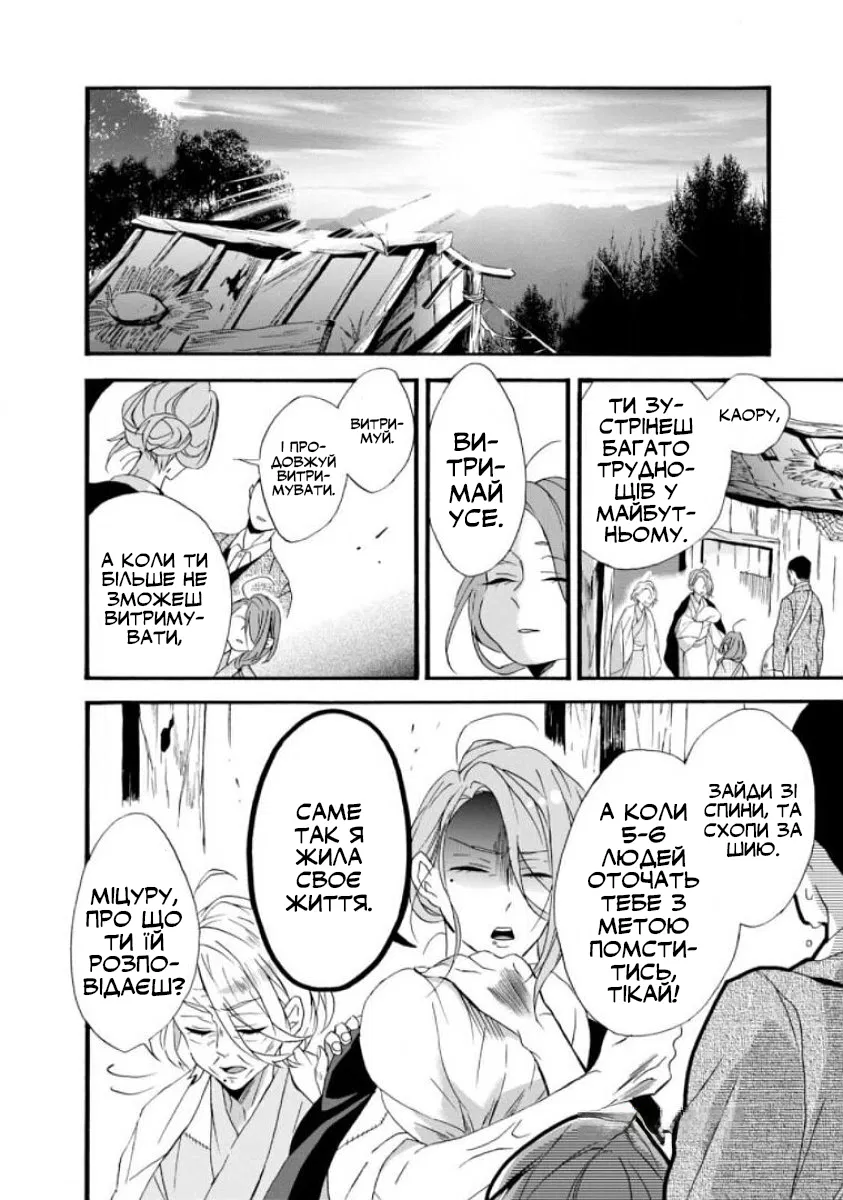 КАОРУ,
ТИ ЗУ-
СТРІНЕШ
БАГАТО
ТРУДНО-
ЩІВ У
МАЙБУТ-
НЬОМУ.
ВИ-
ТРИ-
МАЙ
УСЕ.
ВИТРИ-
МУЙ.
І ПРО-
ДОВЖУЙ
ВИТРИ-
МУВАТИ.
А КОЛИ ТИ
БІЛЬШЕ НЕ
ЗМОЖЕШ
ВИТРИМУ-
ВАТИ,
ЗАЙДИ ЗІ
СПИНИ, ТА
СХОПИ ЗА
ШИЮ.
А КОЛИ
5-6
ЛЮДЕЙ
ОТОЧАТЬ
ТЕБЕ З
МЕТОЮ
ПОМСТИ-
ТИСЬ,
ТІКАЙ!
САМЕ
ТАК Я
ЖИЛА
СВОЄ
ЖИТТЯ.
МІЦУРУ,
ПРО ЩО
ТИ ЇЙ
РОЗПО-
ВІДАЄШ?